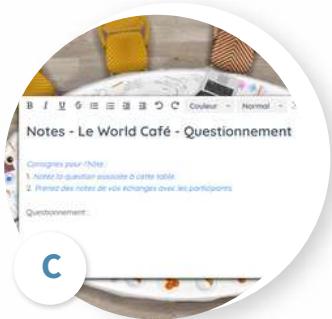 B I U S Couleur Normal
Notes - Le World Café - Questionnement
Consignes pour l'hôte :
1. Notez la question associée à cette table.
2. Prenez des notes de vos échanges avec les participants.
Questionnement :
C